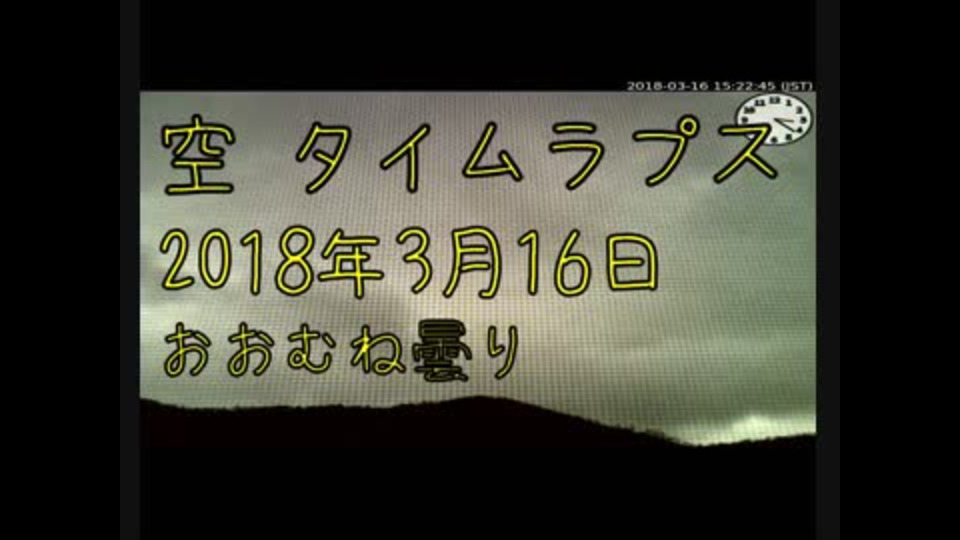 2018-03-16 15:22:45 (JST)
空 タイムラプス
2018年3月16日
おおむね曇り